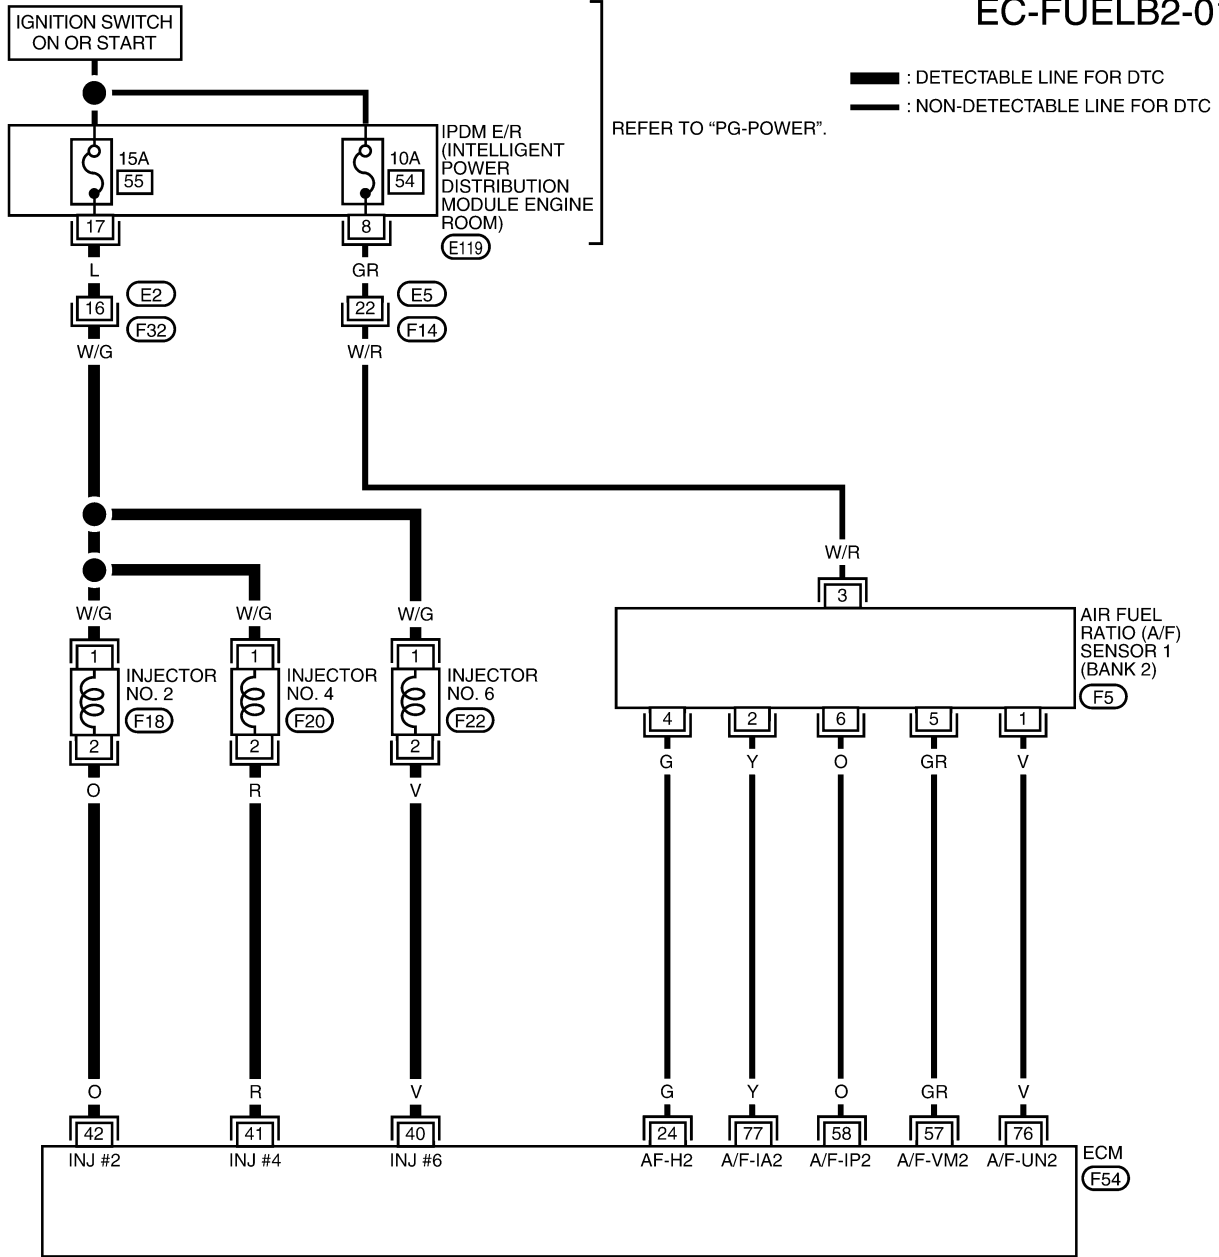 EC-FUELB2-01
IGNITION SWITCH
ON OR START
: DETECTABLE LINE FOR DTC
: NON-DETECTABLE LINE FOR DTC
REFER TO “PG-POWER”.
IPDM E/R
(INTELLIGENT
POWER
DISTRIBUTION
MODULE ENGINE
ROOM)
E119
15A
55
10A
54
17
8
L
GR
16
E2
F32
22
E5
F14
W/G
W/R
W/R
3
W/G
W/G
W/G
1
1
1
INJECTOR
NO. 2
F18
INJECTOR
NO. 4
F20
INJECTOR
NO. 6
F22
AIR FUEL
RATIO (A/F)
SENSOR 1
(BANK 2)
F5
2
2
2
4
2
6
5
1
O
R
V
G
Y
O
GR
V
O
R
V
G
Y
O
GR
V
42
41
40
24
77
58
57
76
INJ #2
INJ #4
INJ #6
AF-H2
A/F-IA2
A/F-IP2
A/F-VM2
A/F-UN2
ECM
F54